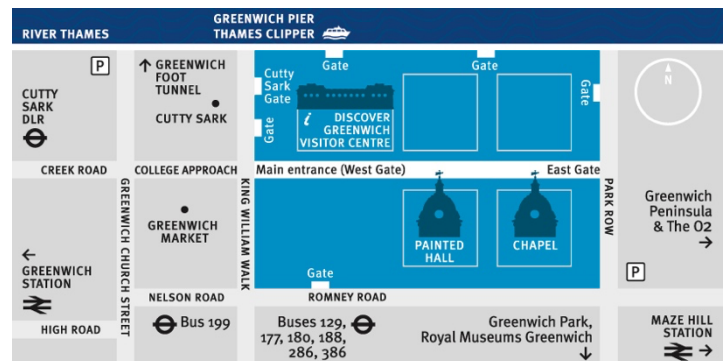 RIVER THAMES
GREENWICH PIER
THAMES CLIPPER
P
CUTTY
SARK
DLR
GREENWICH
FOOT
TUNNEL
CUTTY SARK
Gate
Gate
Cutty
Sark
Gate
Gate
Gate
i DISCOVER
GREENWICH
VISITOR CENTRE
N
CREEK ROAD
COLLEGE APPROACH
Main entrance (West Gate)
East Gate
GREENWICH CHURCH STREET
KING WILLIAM WALK
PARK ROW
GREENWICH
MARKET
PAINTED
HALL
CHAPEL
Greenwich
Peninsula
& The O2
P
GREENWICH
STATION
Gate
NELSON ROAD
ROMNEY ROAD
HIGH ROAD
Bus 199
Buses 129,
177, 180, 188,
286, 386
Greenwich Park,
Royal Museums Greenwich
MAZE HILL
STATION